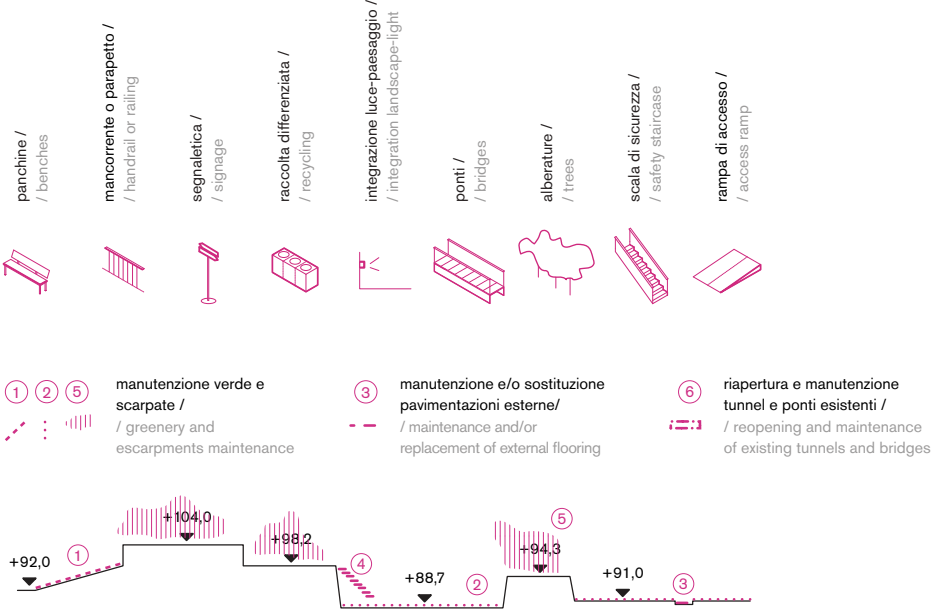 panchine /
/ benches
mancorrente o parapetto /
/ handrail or railing
segnaletica /
/ signage
raccolta differenziata /
/ recycling
integrazione luce-paesaggio /
/ integration landscape-light
ponti /
/ bridges
alberature /
/ trees
scala di sicurezza /
/ safety staircase
rampa di accesso /
/ access ramp
1 2 5
manutenzione verde e
scarpate /
/ greenery and
escarpments maintenance
3
manutenzione e/o sostituzione
pavimentazioni esterne/
/ maintenance and/or
replacement of external flooring
6
riapertura e manutenzione
tunnel e ponti esistenti /
/ reopening and maintenance
of existing tunnels and bridges
+92,0
1
+104,0
+98,2
4
+88,7
2
+94,3
5
+91,0
3